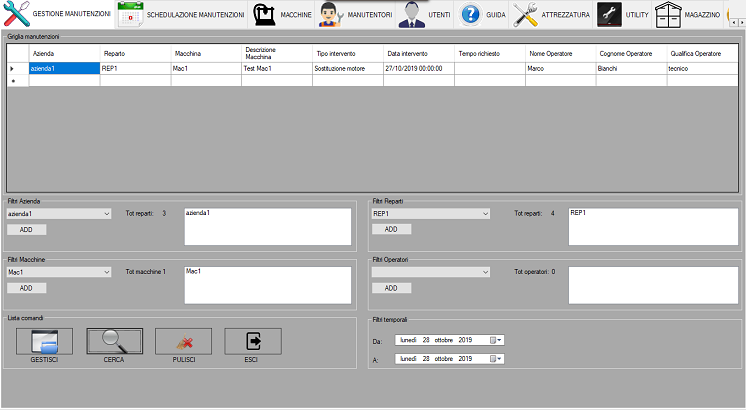 GESTIONE MANUTENZIONI SCHEDULAZIONE MANUTENZIONI MACCHINE MANUTENTORI UTENTI GUIDA ATTREZZATURA UTILITY MAGAZZINO
Griglia manutenzioni
Azienda Reparto Macchina Descrizione Macchina Tipo intervento Data intervento Tempo richiesto Nome Operatore Cognome Operatore Qualifica Operatore
azienda1 REP1 Mac1 Test Mac1 Sostituzione motore 27/10/2019 00:00:00 Marco Bianchi tecnico
Filtri Azienda
azienda1 Tot reparti: 3 azienda1
ADD
Filtri Reparti
REP1 Tot reparti: 4 REP1
ADD
Filtri Macchine
Mac1 Tot macchine 1 Mac1
ADD
Filtri Operatori
Tot operatori: 0
ADD
Lista comandi
GESTISCI CERCA PULISCI ESCI
Filtri temporali
Da: lunedì 28 ottobre 2019
A: lunedì 28 ottobre 2019